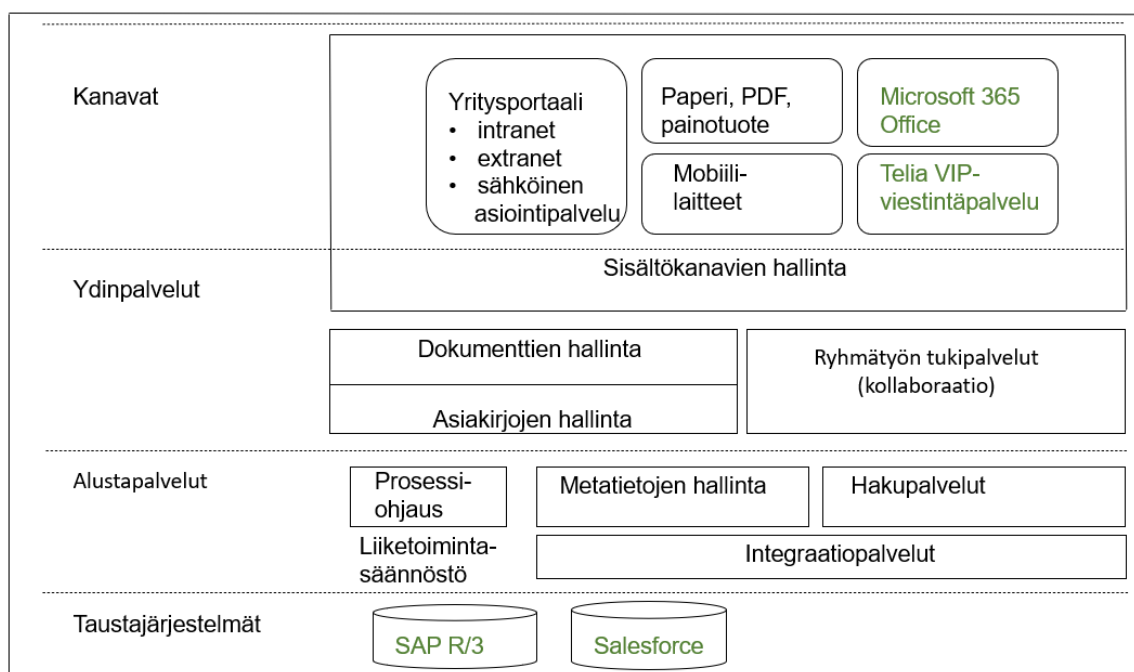 Kanavat
Yritysportaali
• intranet
• extranet
• sähköinen
asiointipalvelu
Paperi, PDF,
painotuote
Microsoft 365
Office
Mobiili-
laitteet
Telia VIP-
viestintäpalvelu
Sisältökanavien hallinta
Ydinpalvelut
Dokumenttien hallinta
Asiakirjojen hallinta
Ryhmätyön tukipalvelut
(kollaboraatio)
Alustapalvelut
Prosessi-
ohjaus
Metatietojen hallinta
Hakupalvelut
Liiketoiminta-
säännöstö
Integraatiopalvelut
Taustajärjestelmät
SAP R/3
Salesforce